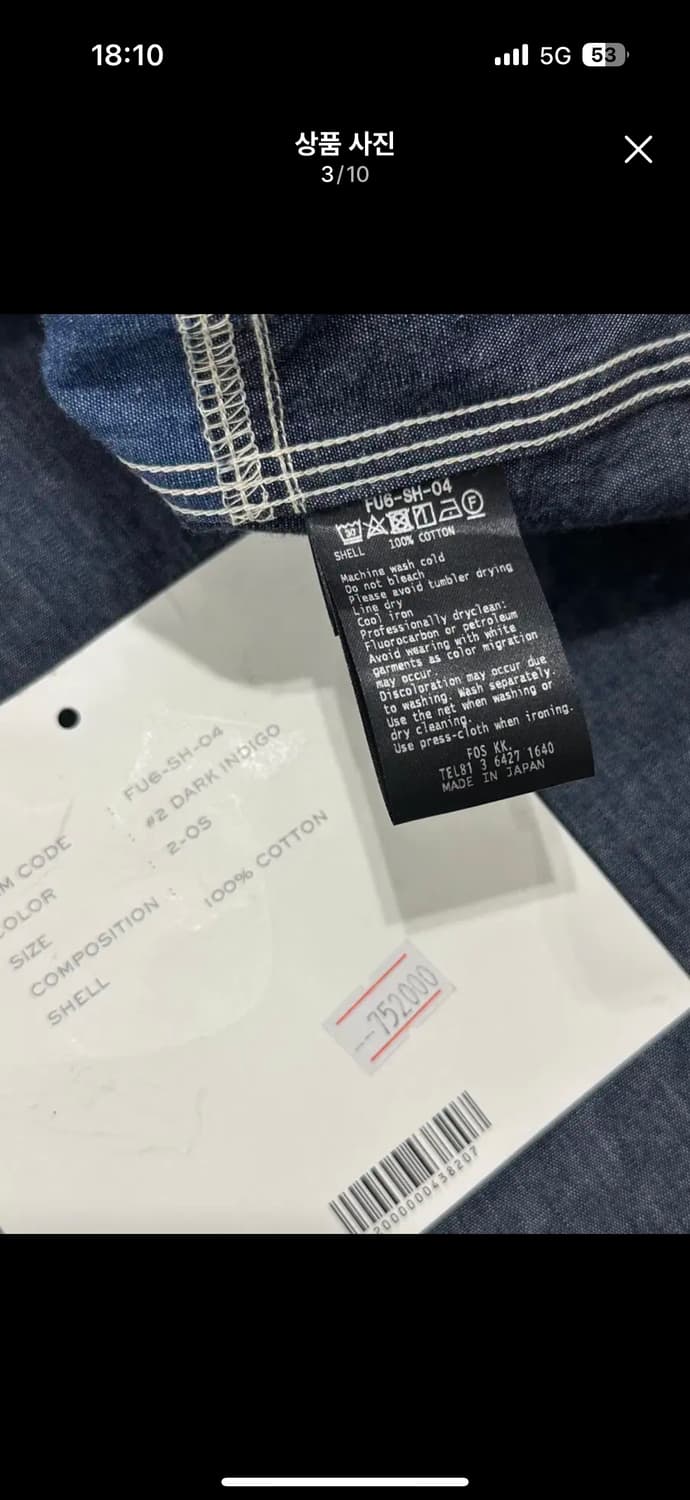 18:10
5G 53
상품 사진
3/10
FU6-SH-04
30 F
SHELL 100% COTTON
Machine wash cold
Do not bleach
Please avoid tumbler drying
Line dry
Cool iron
Professionally dryclean:
Fluorocarbon or petroleum
Avoid wearing with white
garments as color migration
may occur.
Discoloration may occur due
to washing. Wash separately.
Use the net when washing or
dry cleaning.
Use press-cloth when ironing.
FOS KK.
TEL81 3 6427 1640
MADE IN JAPAN
M CODE : FU6-SH-04
COLOR : #2 DARK INDIGO
SIZE : 2-OS
COMPOSITION :
SHELL 100% COTTON
752000
2000000438207